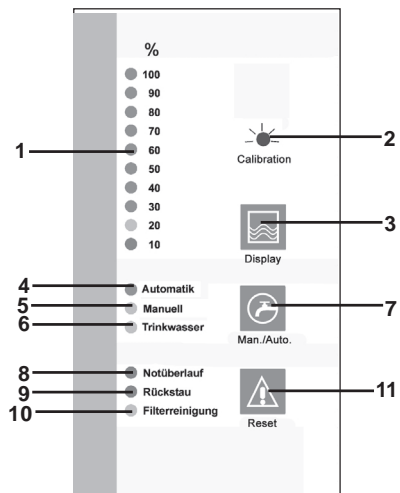 %
100
90
80
70
1 60
50
40
30
20
10
2
Calibration
3
Display
4 Automatik
5 Manuell
6 Trinkwasser
7
Man./Auto.
8 Notüberlauf
9 Rückstau
10 Filterreinigung
11
Reset